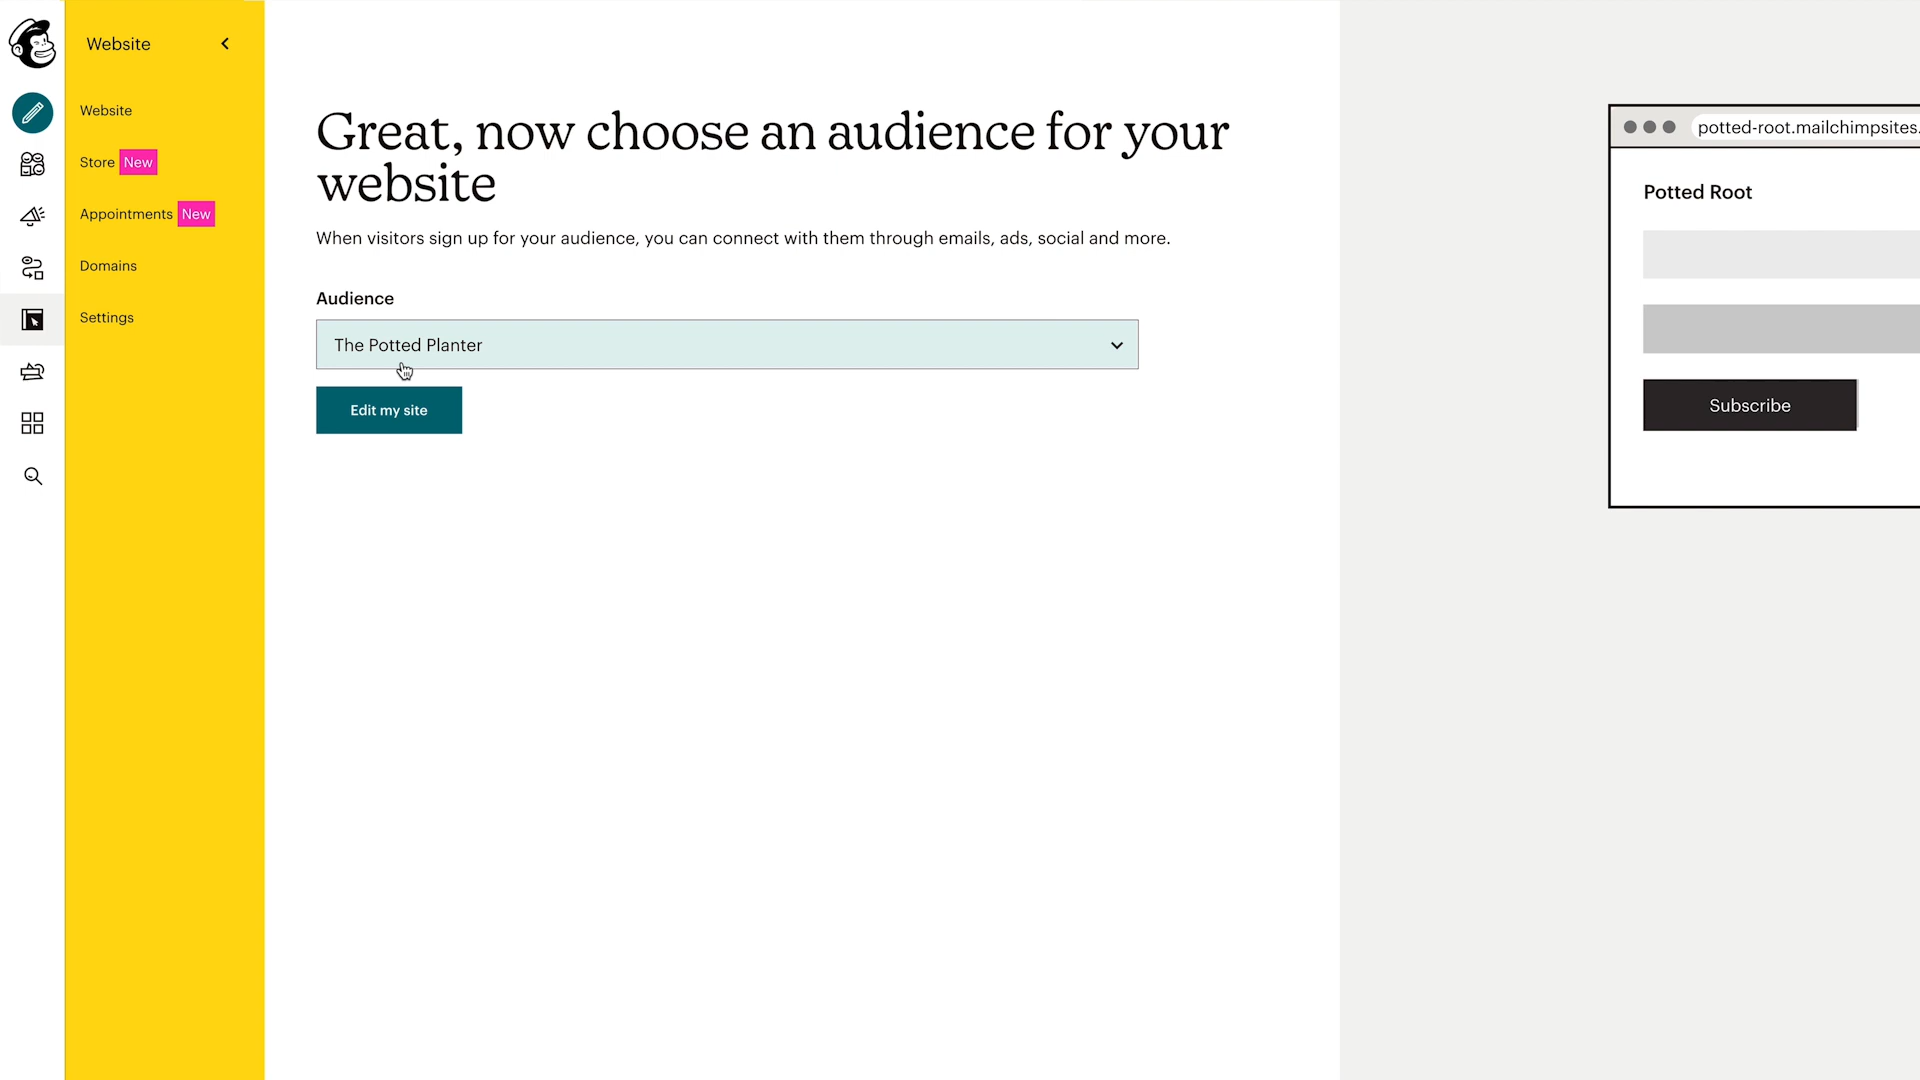 Website
Website
Store New
Appointments New
Domains
Settings
Great, now choose an audience for your
website
When visitors sign up for your audience, you can connect with them through emails, ads, social and more.
Audience
The Potted Planter
Edit my site
potted-root.mailchimpsites.
Potted Root
Subscribe